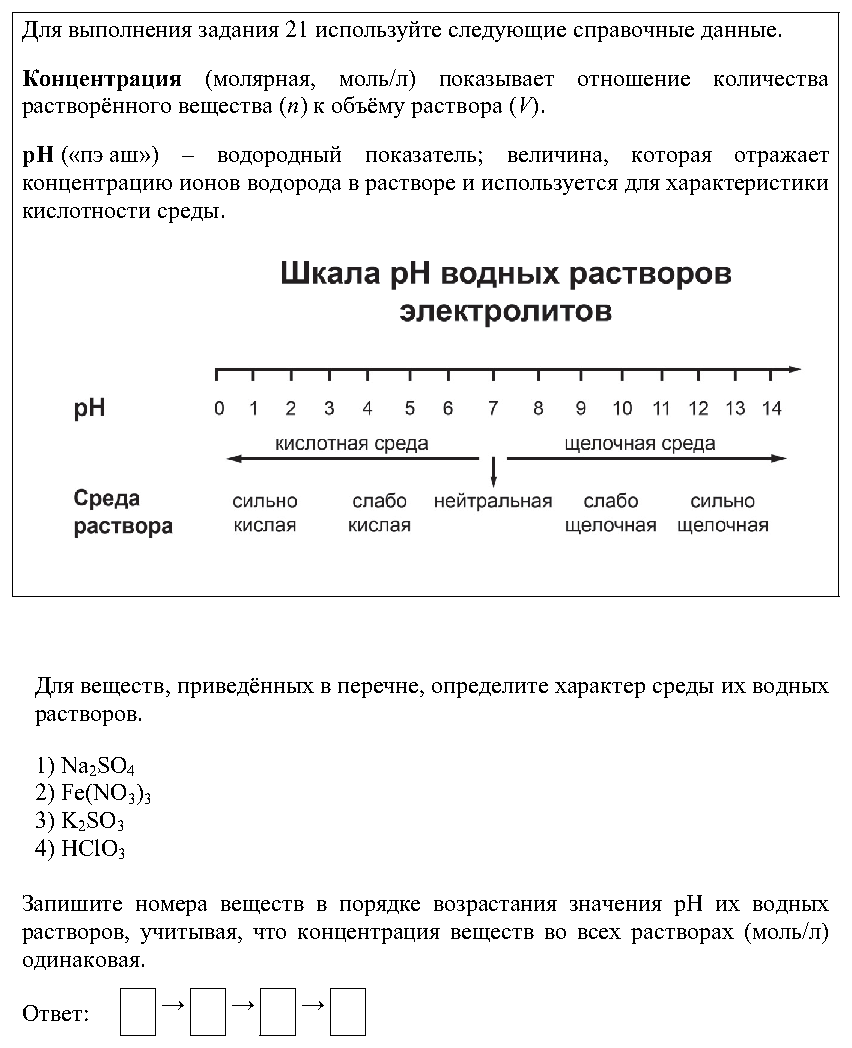 Для выполнения задания 21 используйте следующие справочные данные.
Концентрация (молярная, моль/л) показывает отношение количества
растворённого вещества (n) к объёму раствора (V).
pH («пэ аш») – водородный показатель; величина, которая отражает
концентрацию ионов водорода в растворе и используется для характеристики
кислотности среды.
Шкала pH водных растворов
электролитов
pH 0 1 2 3 4 5 6 7 8 9 10 11 12 13 14
кислотная среда щелочная среда
Среда сильно слабо нейтральная слабо сильно
раствора кислая кислая щелочная щелочная
Для веществ, приведённых в перечне, определите характер среды их водных
растворов.
1) Na₂SO₄
2) Fe(NO₃)₃
3) K₂SO₃
4) HClO₃
Запишите номера веществ в порядке возрастания значения pH их водных
растворов, учитывая, что концентрация веществ во всех растворах (моль/л)
одинаковая.
Ответ: → → →